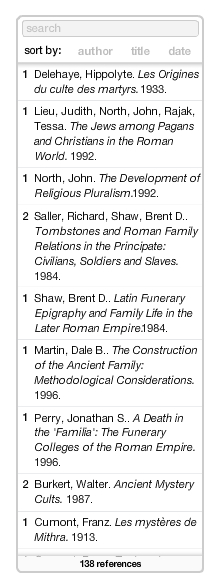 search
sort by: author title date
1 Delehaye, Hippolyte. Les Origines
du culte des martyrs. 1933.
1 Lieu, Judith, North, John, Rajak,
Tessa. The Jews among Pagans
and Christians in the Roman
World. 1992.
1 North, John. The Development of
Religious Pluralism.1992.
2 Saller, Richard, Shaw, Brent D..
Tombstones and Roman Family
Relations in the Principate:
Civilians, Soldiers and Slaves.
1984.
1 Shaw, Brent D.. Latin Funerary
Epigraphy and Family Life in the
Later Roman Empire.1984.
1 Martin, Dale B.. The Construction
of the Ancient Family:
Methodological Considerations.
1996.
1 Perry, Jonathan S.. A Death in
the 'Familia': The Funerary
Colleges of the Roman Empire.
1996.
2 Burkert, Walter. Ancient Mystery
Cults. 1987.
1 Cumont, Franz. Les mystères de
Mithra. 1913.
138 references